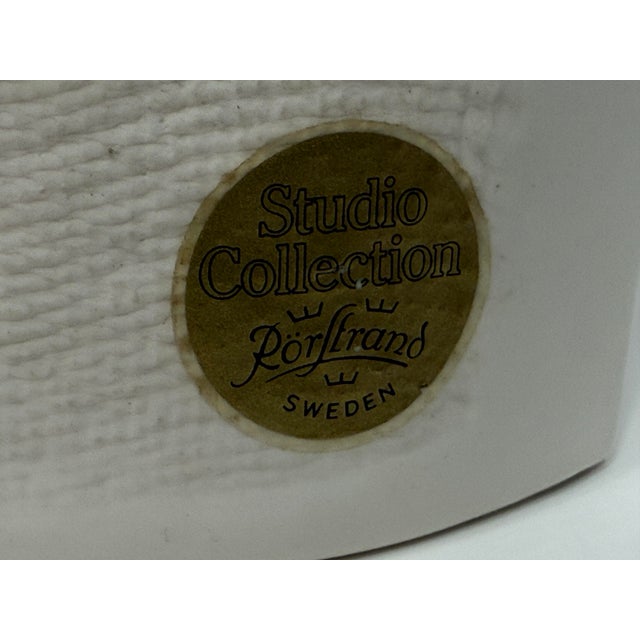 Studio
Collection
Rörstrand
SWEDEN